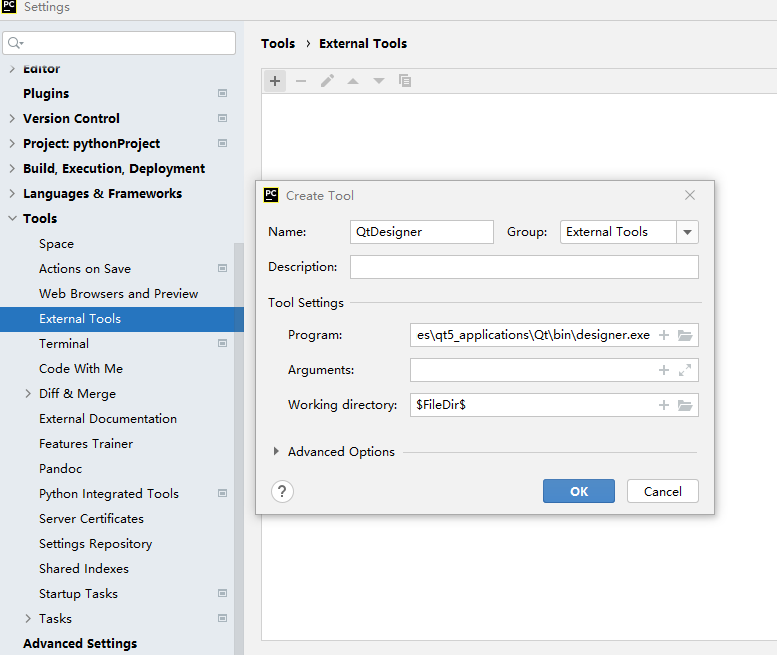 PC Settings
Editor
Plugins
Version Control
Project: pythonProject
Build, Execution, Deployment
Languages & Frameworks
Tools
Space
Actions on Save
Web Browsers and Preview
External Tools
Terminal
Code With Me
Diff & Merge
External Documentation
Features Trainer
Pandoc
Python Integrated Tools
Server Certificates
Settings Repository
Shared Indexes
Startup Tasks
Tasks
Advanced Settings
Tools › External Tools
PC Create Tool
Name: QtDesigner Group: External Tools
Description:
Tool Settings
Program: es\qt5_applications\Qt\bin\designer.exe
Arguments:
Working directory: $FileDir$
Advanced Options
? OK Cancel